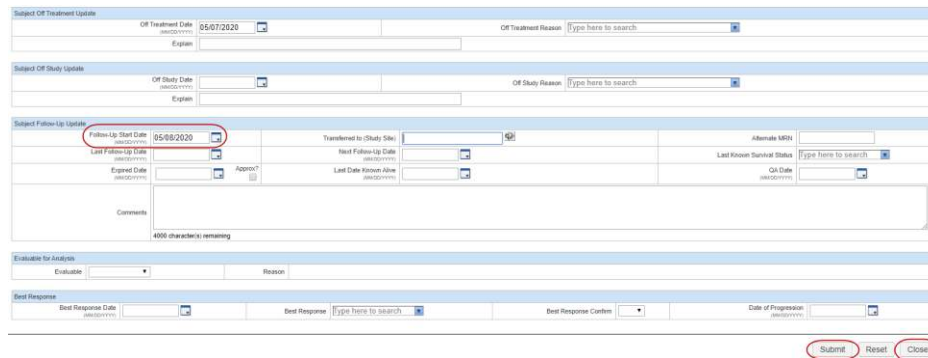 Subject Off Treatment Update
Off Treatment Date 05/07/2020 Off Treatment Reason Type here to search
(MM/DD/YYYY)
Explain
Subject Off Study Update
Off Study Date Off Study Reason Type here to search
(MM/DD/YYYY)
Explain
Subject Follow-Up Update
Follow-Up Start Date 05/08/2020 Transferred to (Study Site) Alternate MRN
(MM/DD/YYYY)
Last Follow-Up Date Next Follow-Up Date Last Known Survival Status Type here to search
(MM/DD/YYYY) (MM/DD/YYYY)
Expired Date Approx? Last Date Known Alive QA Date
(MM/DD/YYYY) (MM/DD/YYYY) (MM/DD/YYYY)
Comments
4000 character(s) remaining
Evaluable for Analysis
Evaluable Reason
Best Response
Best Response Date Best Response Type here to search Best Response Confirm Date of Progression
(MM/DD/YYYY) (MM/DD/YYYY)
Submit Reset Close